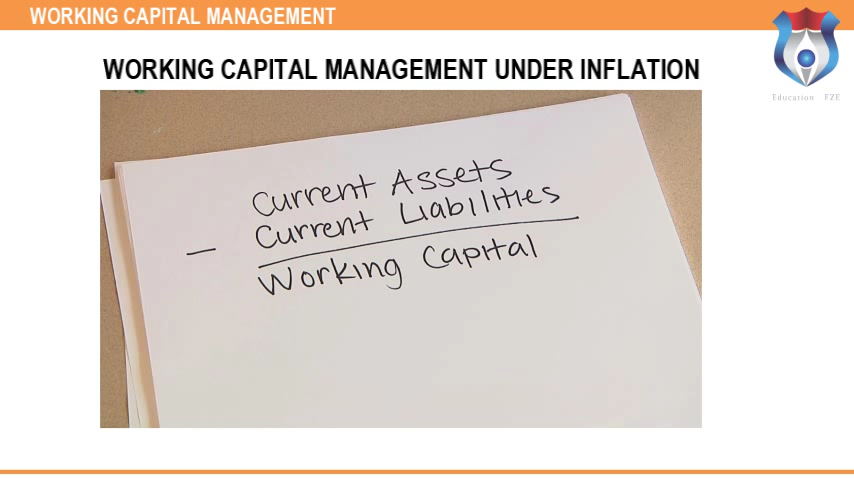 WORKING CAPITAL MANAGEMENT
WORKING CAPITAL MANAGEMENT UNDER INFLATION
Education FZE
Current Assets
— Current Liabilities
Working Capital